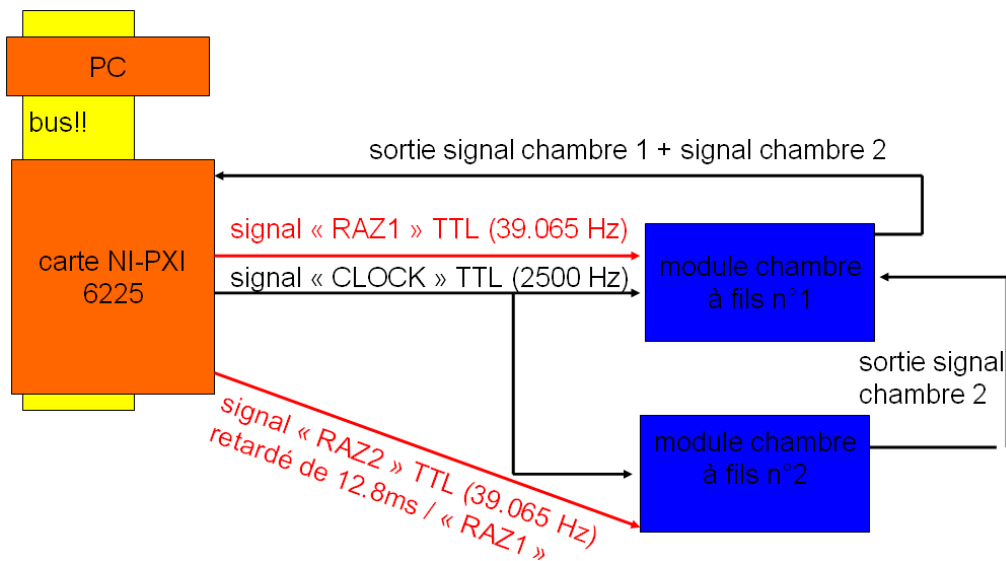 PC
bus!!
sortie signal chambre 1 + signal chambre 2
signal « RAZ1 » TTL (39.065 Hz)
carte NI-PXI
6225
signal « CLOCK » TTL (2500 Hz)
module chambre
à fils n°1
sortie signal
chambre 2
signal « RAZ2 » TTL (39.065 Hz)
retardé de 12.8ms / « RAZ1 »
module chambre
à fils n°2